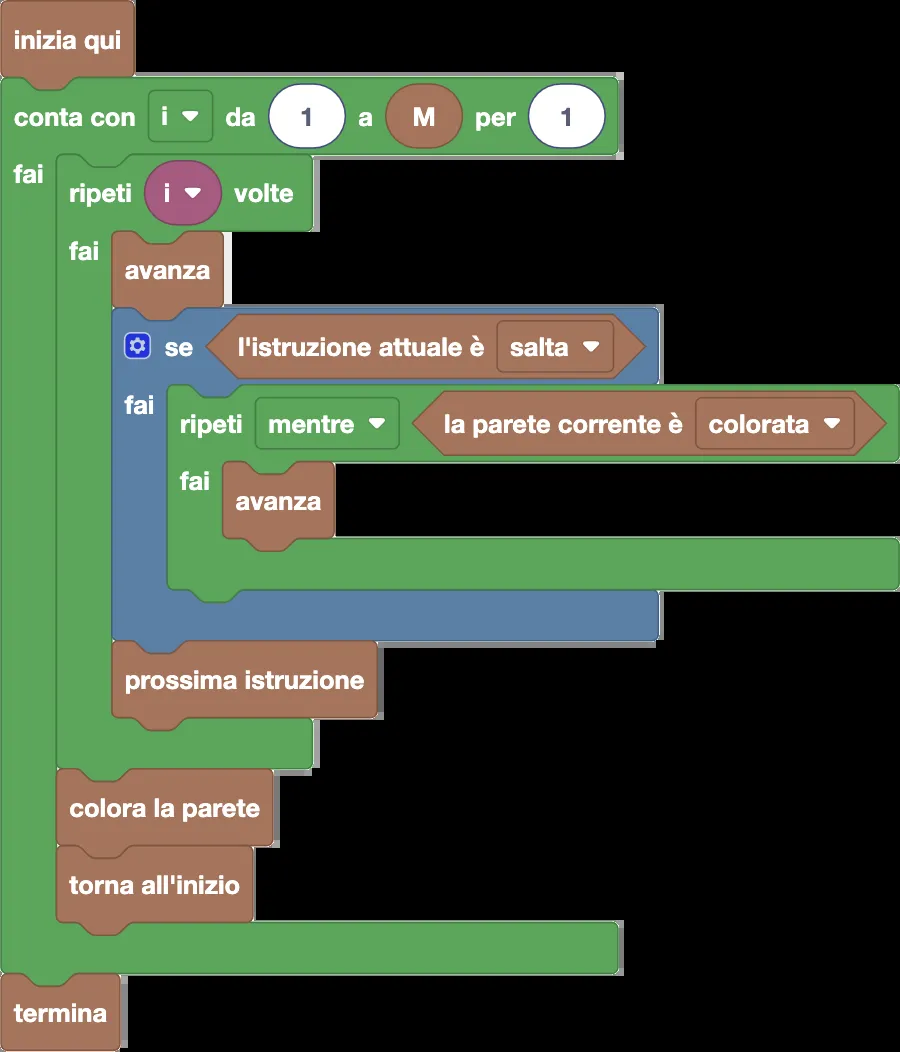 inizia qui
conta con i da 1 a M per 1
fai
ripeti i volte
fai
avanza
se l'istruzione attuale è salta
fai
ripeti mentre la parete corrente è colorata
fai
avanza
prossima istruzione
colora la parete
torna all'inizio
termina